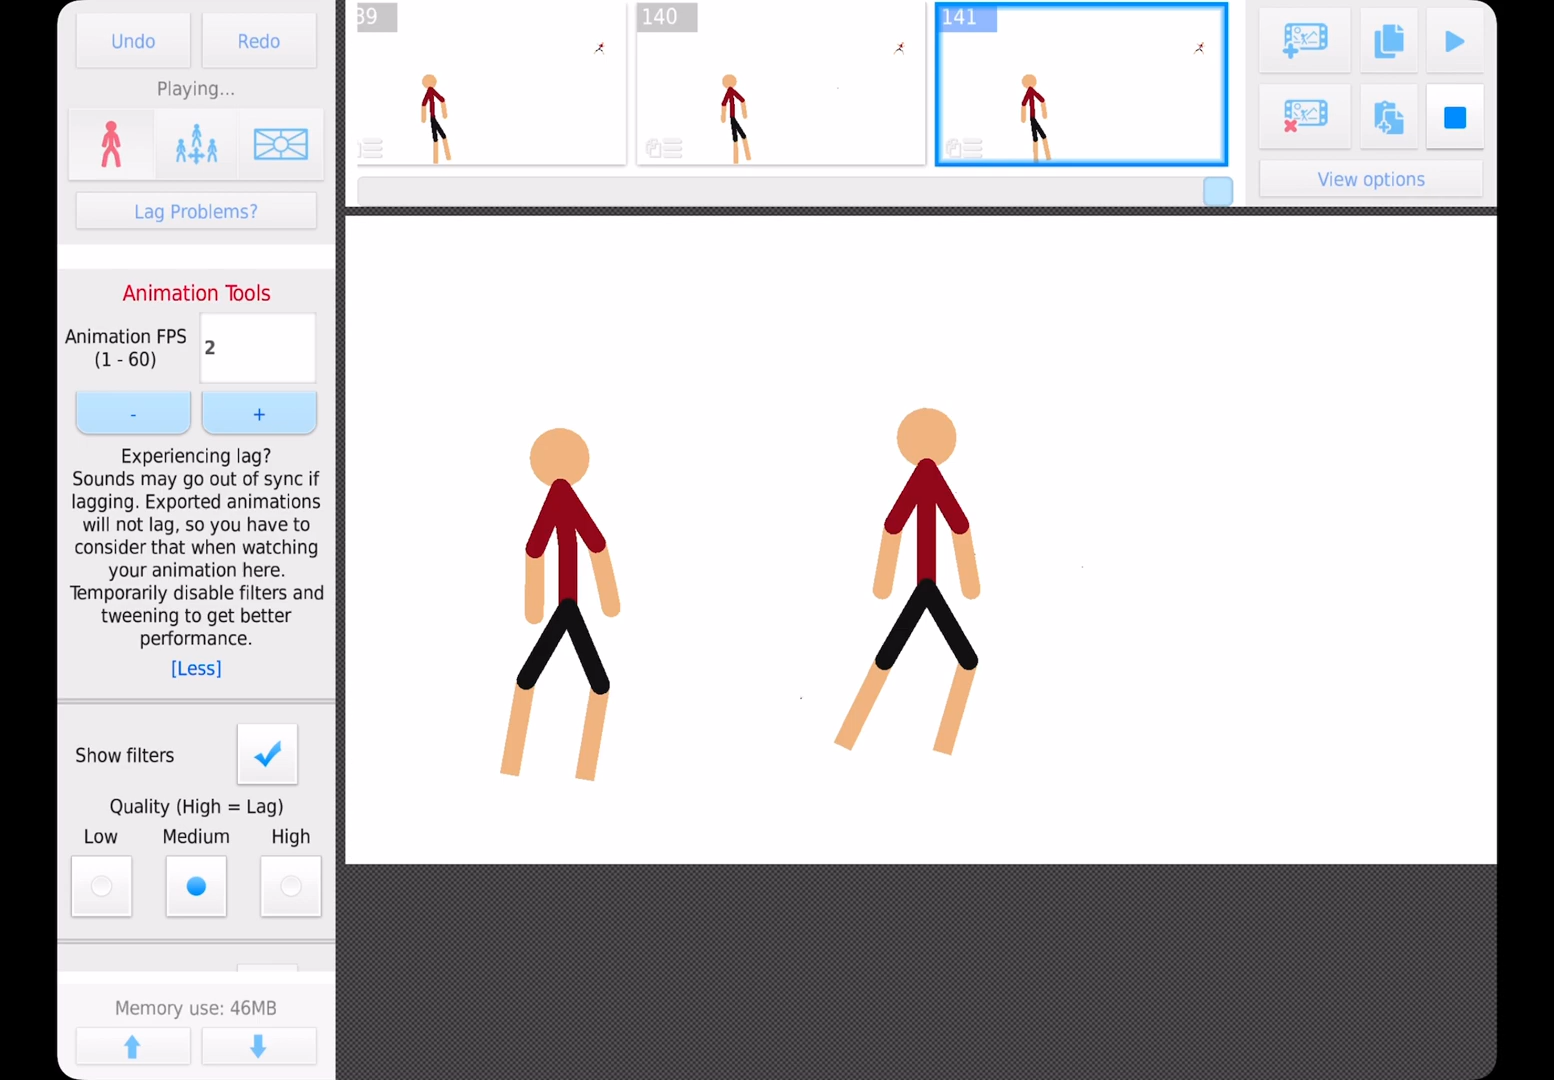 Undo
Redo
Playing...
Lag Problems?
Animation Tools
Animation FPS
(1 - 60)
2
-
+
Experiencing lag?
Sounds may go out of sync if
lagging. Exported animations
will not lag, so you have to
consider that when watching
your animation here.
Temporarily disable filters and
tweening to get better
performance.
[Less]
Show filters
Quality (High = Lag)
Low
Medium
High
Memory use: 46MB
39
140
141
View options